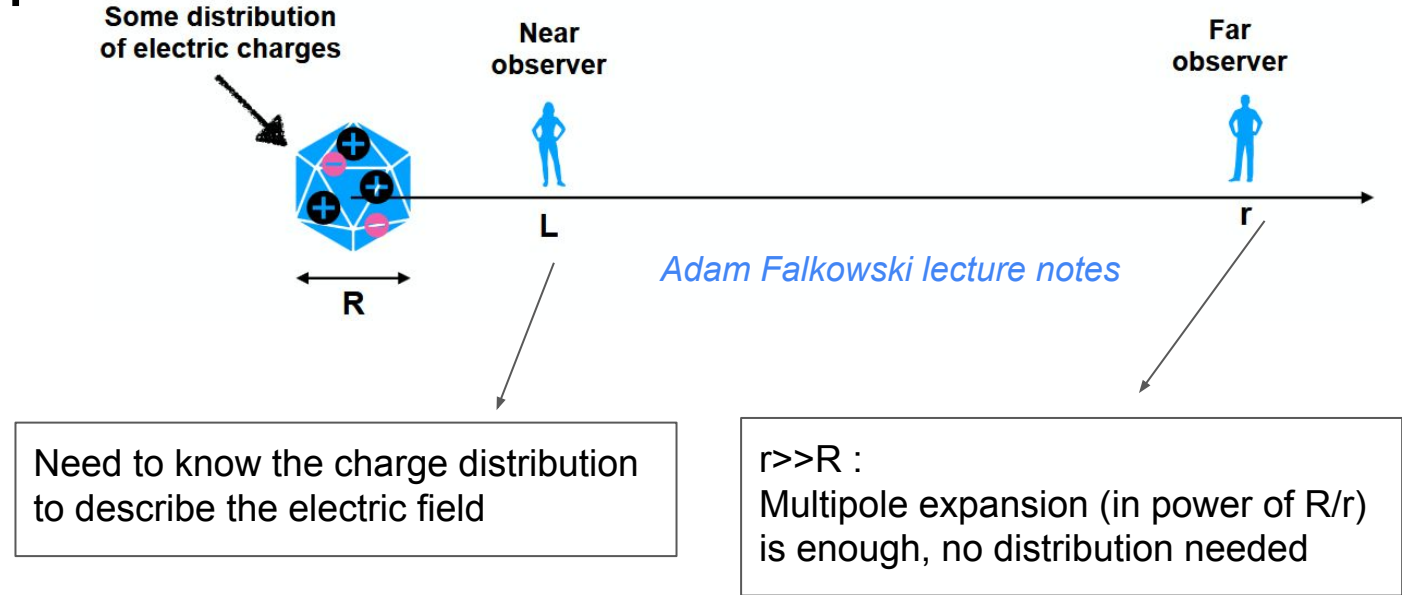 Some distribution
of electric charges
Near
observer
Far
observer
+
−
+
+
−
L
r
R
Adam Falkowski lecture notes
Need to know the charge distribution
to describe the electric field
r>>R :
Multipole expansion (in power of R/r)
is enough, no distribution needed